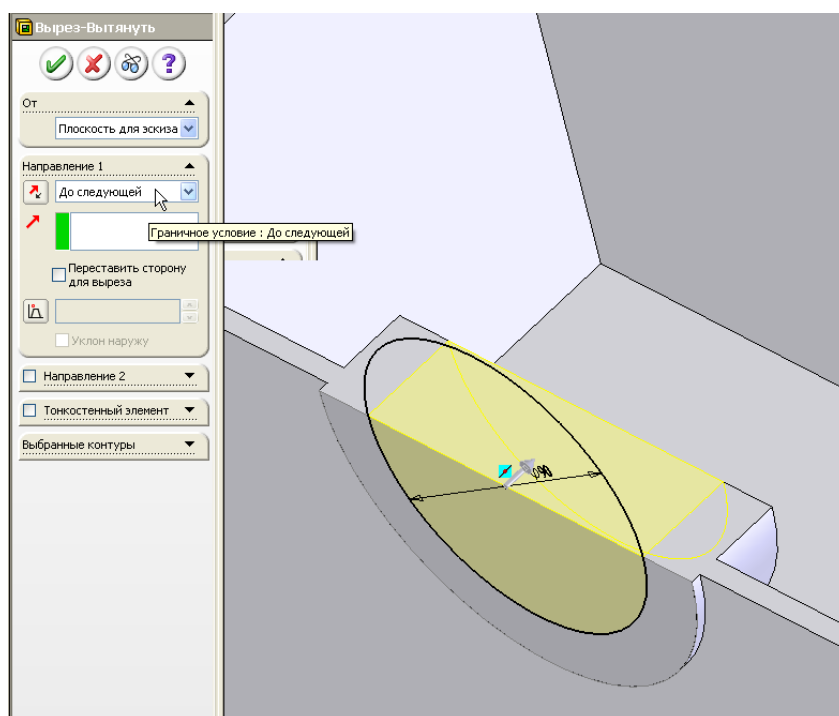 Вырез-Вытянуть
От
Плоскость для эскиза
Направление 1
До следующей
Граничное условие : До следующей
Переставить сторону
для выреза
Уклон наружу
Направление 2
Тонкостенный элемент
Выбранные контуры